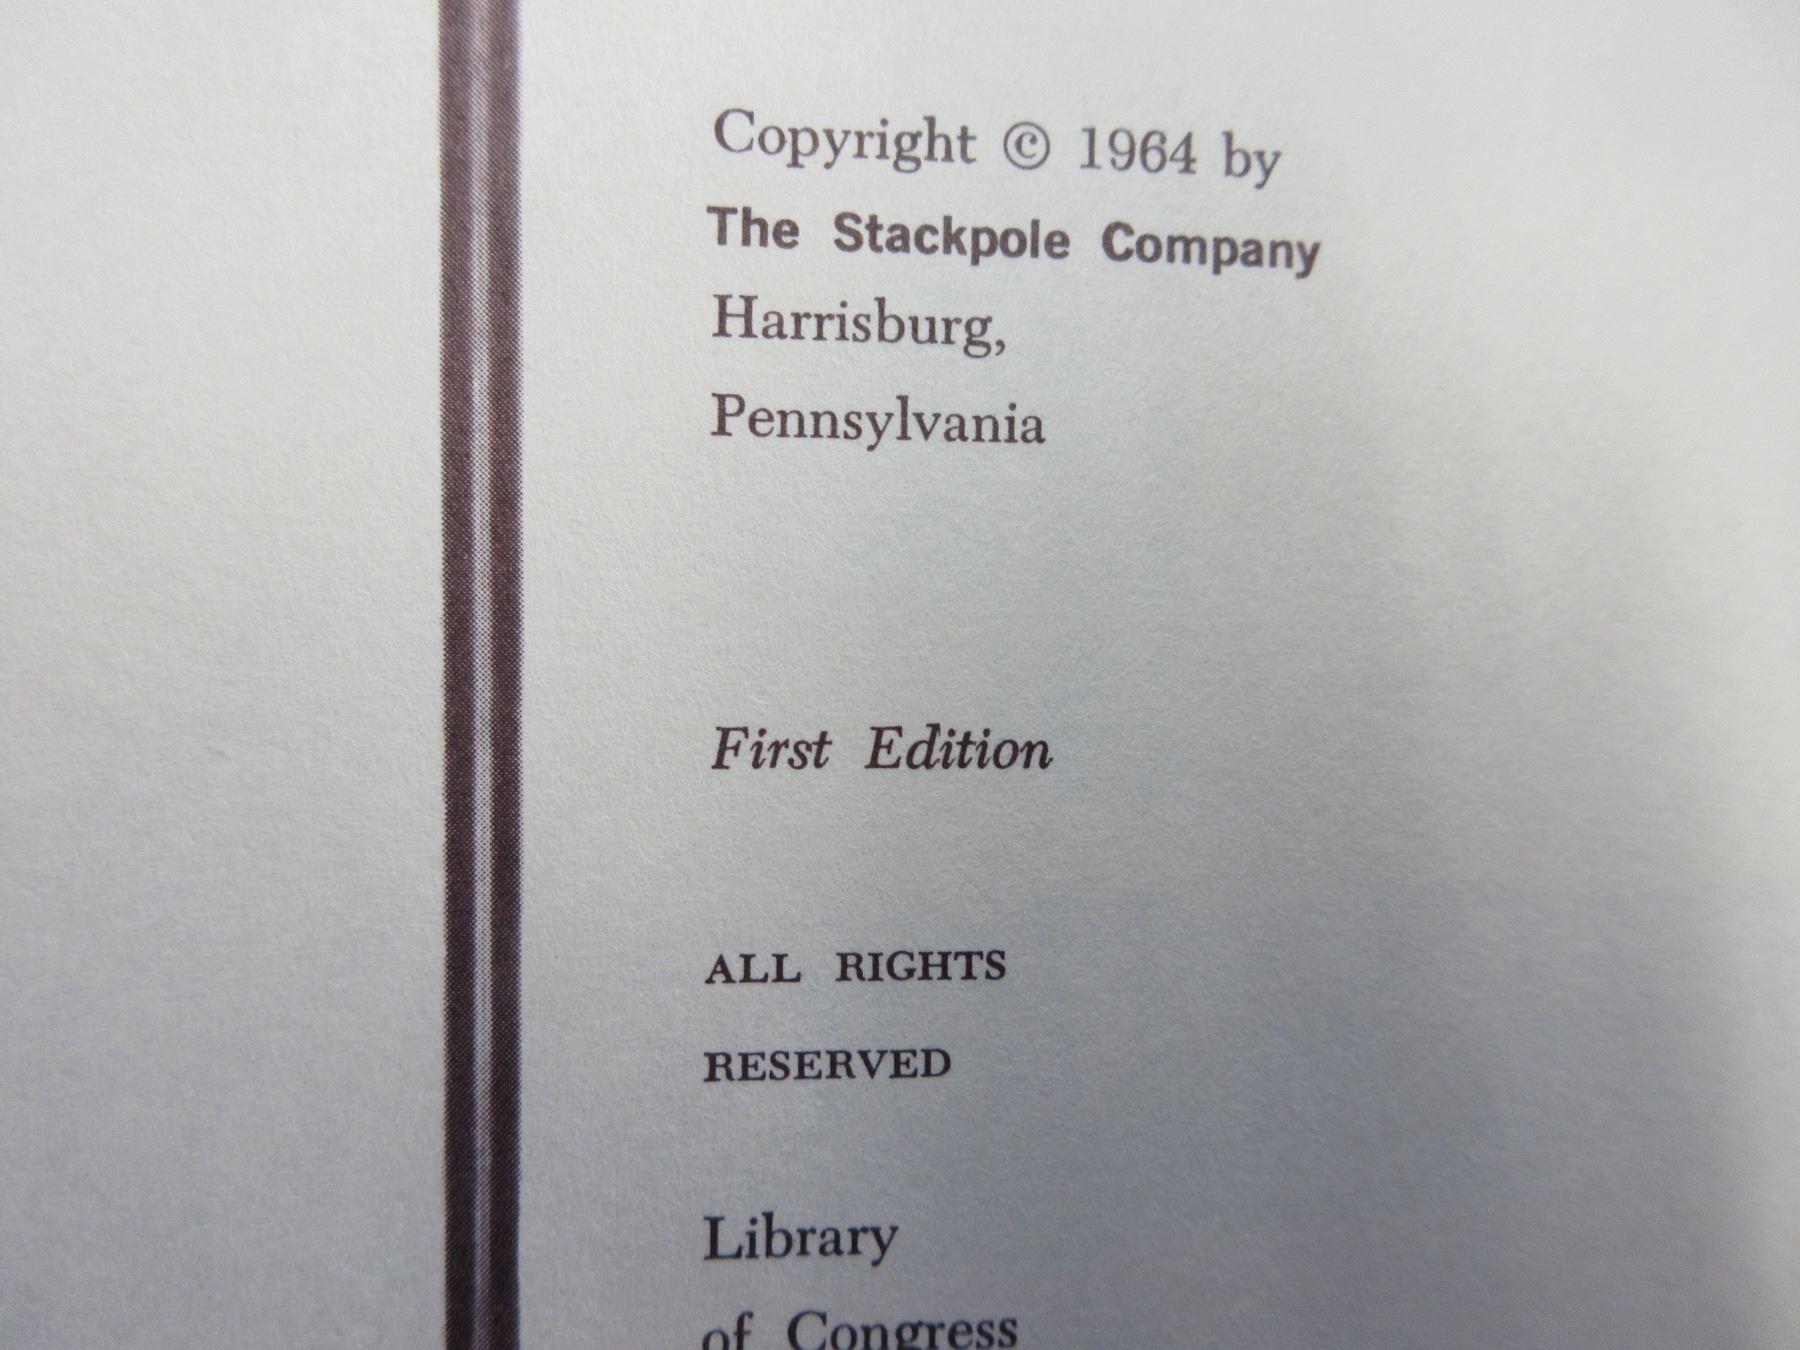 Copyright © 1964 by
The Stackpole Company
Harrisburg,
Pennsylvania
First Edition
ALL RIGHTS
RESERVED
Library
of Congress